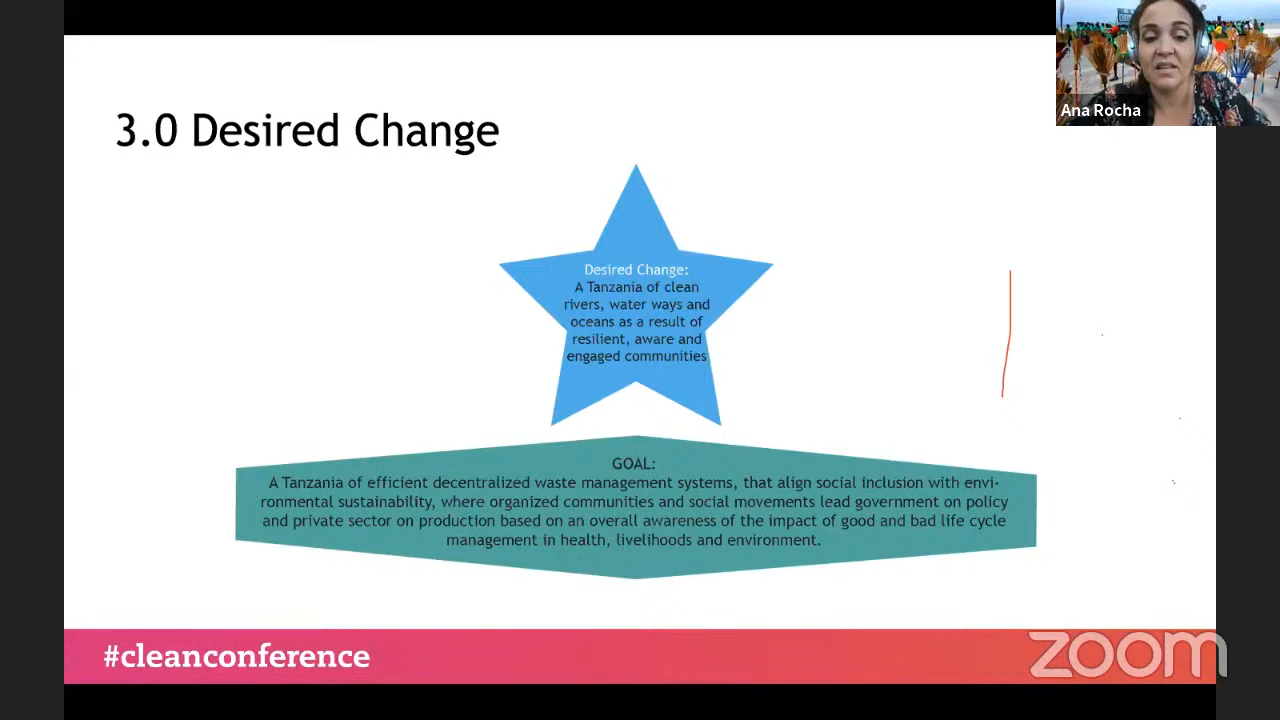 Ana Rocha
3.0 Desired Change
Desired Change:
A Tanzania of clean
rivers, water ways and
oceans as a result of
resilient, aware and
engaged communities
GOAL:
A Tanzania of efficient decentralized waste management systems, that align social inclusion with envi-
ronmental sustainability, where organized communities and social movements lead government on policy
and private sector on production based on an overall awareness of the impact of good and bad life cycle
management in health, livelihoods and environment.
#cleanconference
zoom